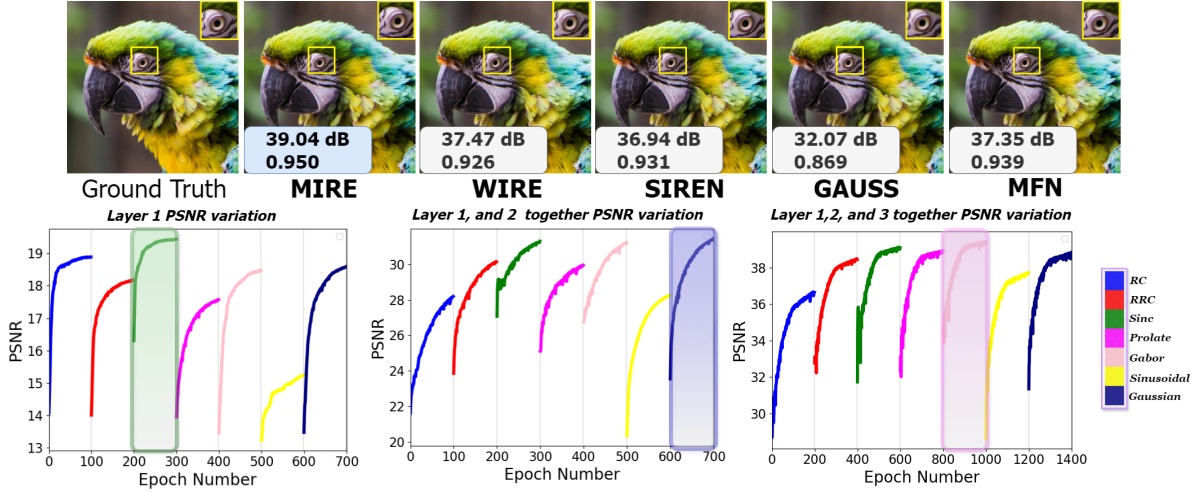 39.04 dB
0.950
37.47 dB
0.926
36.94 dB
0.931
32.07 dB
0.869
37.35 dB
0.939
Ground Truth MIRE WIRE SIREN GAUSS MFN
Layer 1 PSNR variation
PSNR
19
18
17
16
15
14
13
0 100 200 300 400 500 600 700
Epoch Number
Layer 1, and 2 together PSNR variation
PSNR
30
28
26
24
22
20
0 100 200 300 400 500 600 700
Epoch Number
Layer 1,2, and 3 together PSNR variation
PSNR
38
36
34
32
30
0 200 400 600 800 1000 1200 1400
Epoch Number
RC
RRC
Sinc
Prolate
Gabor
Sinusoidal
Gaussian